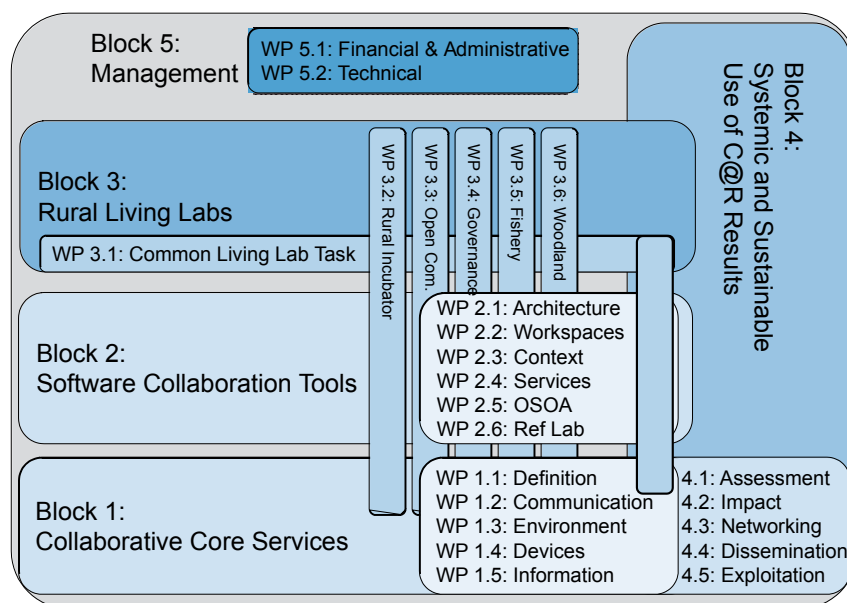 Block 5:
Management
WP 5.1: Financial & Administrative
WP 5.2: Technical
Block 4:
Systemic and Sustainable
Use of C@R Results
Block 3:
Rural Living Labs
WP 3.1: Common Living Lab Task
WP 3.2: Rural Incubator
WP 3.3: Open Com.
WP 3.4: Governance
WP 3.5: Fishery
WP 3.6: Woodland
Block 2:
Software Collaboration Tools
WP 2.1: Architecture
WP 2.2: Workspaces
WP 2.3: Context
WP 2.4: Services
WP 2.5: OSOA
WP 2.6: Ref Lab
Block 1:
Collaborative Core Services
WP 1.1: Definition
WP 1.2: Communication
WP 1.3: Environment
WP 1.4: Devices
WP 1.5: Information
4.1: Assessment
4.2: Impact
4.3: Networking
4.4: Dissemination
4.5: Exploitation